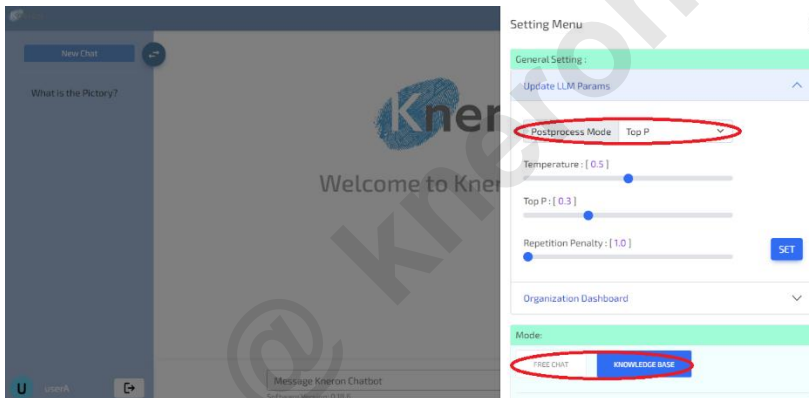 New Chat
What is the Pictory?
Kner
Welcome to Kner
Message Kneron Chatbot
U userA
Setting Menu
General Setting :
Update LLM Params
Postprocess Mode Top P
Temperature : [ 0.5 ]
Top P : [ 0.3 ]
Repetition Penalty : [ 1.0 ]
SET
Organization Dashboard
Mode:
FREE CHAT KNOWLEDGE BASE
@ kneron